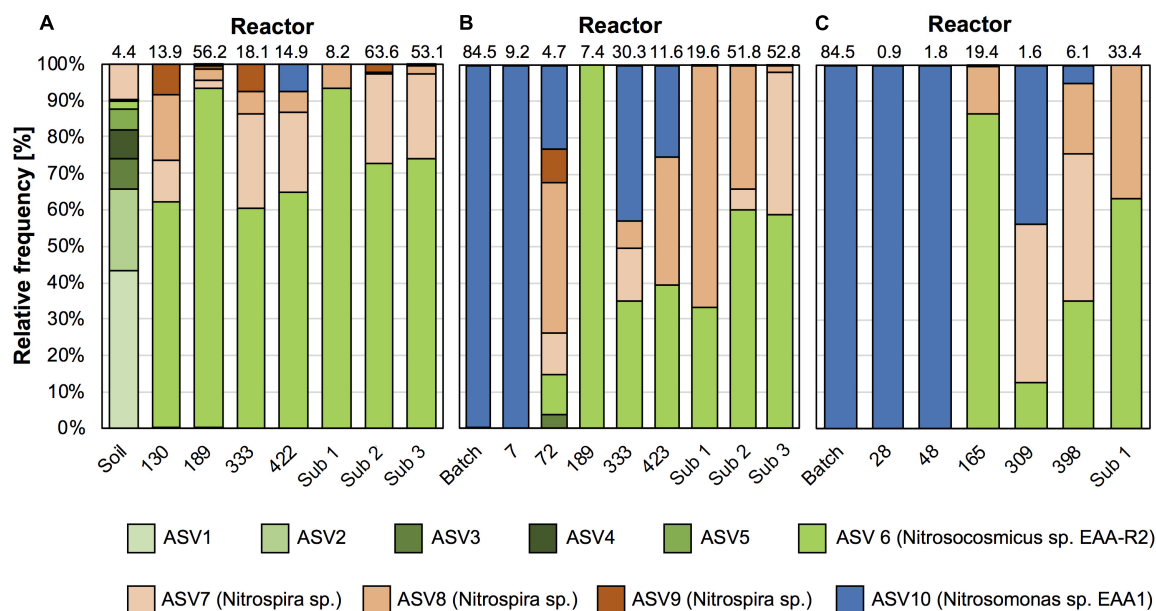 A Reactor B Reactor C Reactor
4.4 13.9 56.2 18.1 14.9 8.2 63.6 53.1 84.5 9.2 4.7 7.4 30.3 11.6 19.6 51.8 52.8 84.5 0.9 1.8 19.4 1.6 6.1 33.4
Relative frequency [%]
100%
90%
80%
70%
60%
50%
40%
30%
20%
10%
0%
Soil 130 189 333 422 Sub 1 Sub 2 Sub 3 Batch 7 72 189 333 423 Sub 1 Sub 2 Sub 3 Batch 28 48 165 309 398 Sub 1
ASV1 ASV2 ASV3 ASV4 ASV5 ASV 6 (Nitrosocosmicus sp. EAA-R2)
ASV7 (Nitrospira sp.) ASV8 (Nitrospira sp.) ASV9 (Nitrospira sp.) ASV10 (Nitrosomonas sp. EAA1)